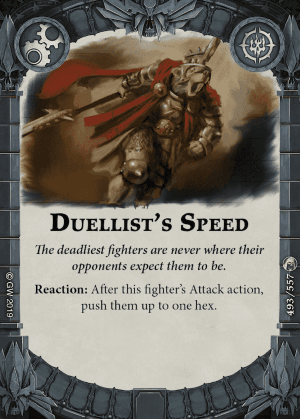 DUELLIST'S SPEED
The deadliest fighters are never where their
opponents expect them to be.
Reaction: After this fighter's Attack action,
push them up to one hex.
© GW 2019
493/557